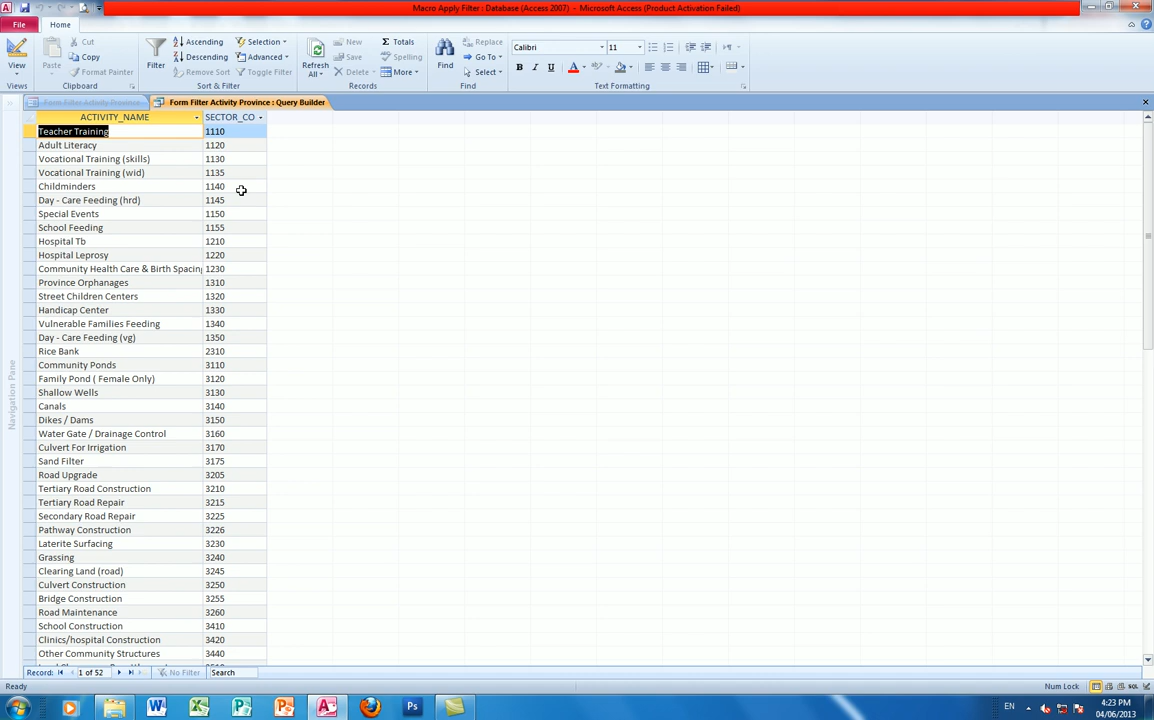 Macro Apply Filter : Database (Access 2007) - Microsoft Access (Product Activation Failed)
File Home
View
Views
Paste
Cut
Copy
Format Painter
Clipboard
Filter
Ascending
Descending
Remove Sort
Selection
Advanced
Toggle Filter
Sort & Filter
Refresh All
New
Save
Delete
Totals
Spelling
More
Records
Find
Replace
Go To
Select
Find
Calibri 11
B I U A
Text Formatting
Form Filter Activity Province Form Filter Activity Province : Query Builder
Navigation Pane
ACTIVITY_NAME SECTOR_CO
Teacher Training 1110
Adult Literacy 1120
Vocational Training (skills) 1130
Vocational Training (wid) 1135
Childminders 1140
Day - Care Feeding (hrd) 1145
Special Events 1150
School Feeding 1155
Hospital Tb 1210
Hospital Leprosy 1220
Community Health Care & Birth Spacing 1230
Province Orphanages 1310
Street Children Centers 1320
Handicap Center 1330
Vulnerable Families Feeding 1340
Day - Care Feeding (vg) 1350
Rice Bank 2310
Community Ponds 3110
Family Pond ( Female Only) 3120
Shallow Wells 3130
Canals 3140
Dikes / Dams 3150
Water Gate / Drainage Control 3160
Culvert For Irrigation 3170
Sand Filter 3175
Road Upgrade 3205
Tertiary Road Construction 3210
Tertiary Road Repair 3215
Secondary Road Repair 3225
Pathway Construction 3226
Laterite Surfacing 3230
Grassing 3240
Clearing Land (road) 3245
Culvert Construction 3250
Bridge Construction 3255
Road Maintenance 3260
School Construction 3410
Clinics/hospital Construction 3420
Other Community Structures 3440
Record: 1 of 52 No Filter Search
Ready Num Lock SQL
EN 4:23 PM
04/06/2013